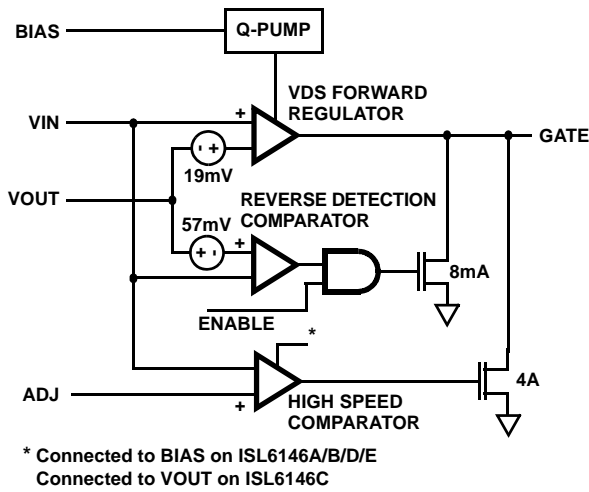 BIAS
Q-PUMP
VDS FORWARD
REGULATOR
VIN
+
GATE
- +
19mV
VOUT
REVERSE DETECTION
COMPARATOR
57mV
+ -
+
8mA
ENABLE
*
4A
ADJ
+
HIGH SPEED
COMPARATOR
* Connected to BIAS on ISL6146A/B/D/E
Connected to VOUT on ISL6146C